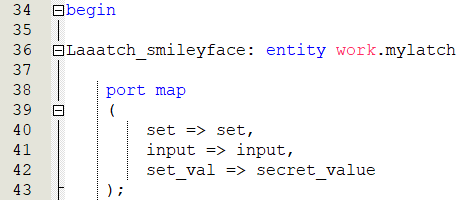 34 begin
35
36 Laaatch_smileyface: entity work.mylatch
37
38 port map
39 (
40 set => set,
41 input => input,
42 set_val => secret_value
43 );